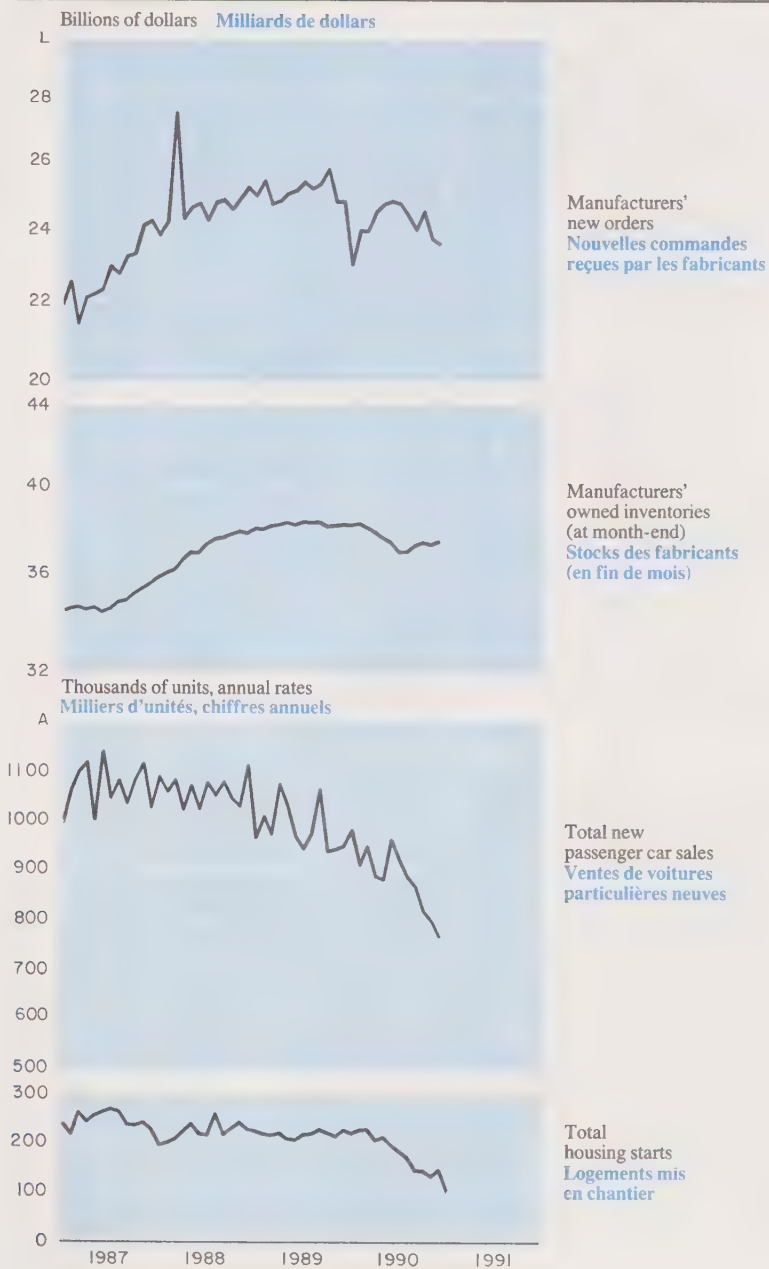 Billions of dollars Milliards de dollars
L
28
26
24
22
20
Manufacturers'
new orders
Nouvelles commandes
reçues par les fabricants
44
40
36
32
Manufacturers'
owned inventories
(at month-end)
Stocks des fabricants
(en fin de mois)
Thousands of units, annual rates
Milliers d'unités, chiffres annuels
A
1100
1000
900
800
700
600
500
Total new
passenger car sales
Ventes de voitures
particulières neuves
300
200
100
0
Total
housing starts
Logements mis
en chantier
1987 1988 1989 1990 1991